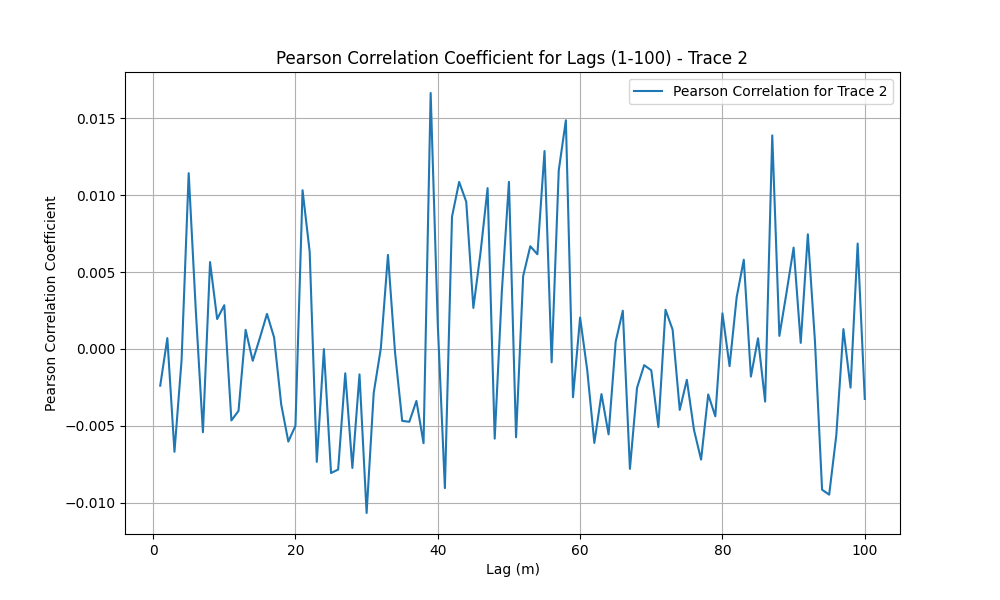 Pearson Correlation Coefficient for Lags (1-100) - Trace 2
Pearson Correlation for Trace 2
Pearson Correlation Coefficient
0.015
0.010
0.005
0.000
−0.005
−0.010
0 20 40 60 80 100
Lag (m)